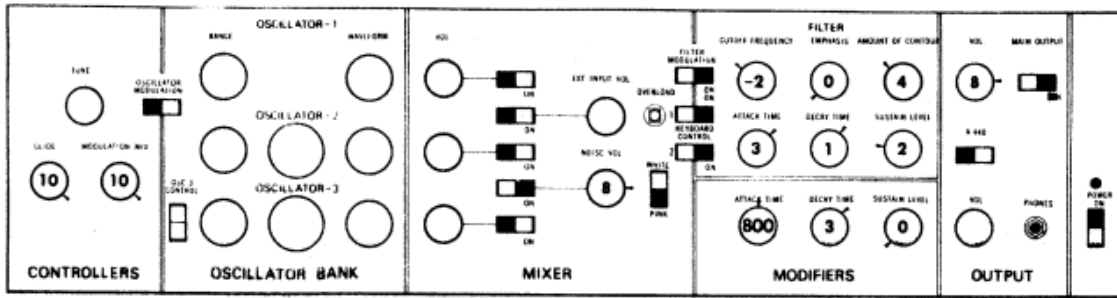 TUNE
OSCILLATOR MODULATION
GLIDE
MODULATION MIX
10
10
CONTROLLERS
OSCILLATOR-1
RANGE
WAVEFORM
OSCILLATOR-2
OSCILLATOR-3
OSC 3 CONTROL
OSCILLATOR BANK
VOL
ON
EXT INPUT VOL
OVERLOAD
ON
ON
NOISE VOL
8
ON
ON
WHITE
PINK
MIXER
FILTER
FILTER MODULATION
ON
CUTOFF FREQUENCY
EMPHASIS
AMOUNT OF CONTOUR
-2
0
4
ON
1
KEYBOARD CONTROL
2
ON
ATTACK TIME
DECAY TIME
SUSTAIN LEVEL
3
1
2
ATTACK TIME
DECAY TIME
SUSTAIN LEVEL
800
3
0
MODIFIERS
VOL
MAIN OUTPUT
8
A 440
VOL
PHONES
OUTPUT
POWER
ON